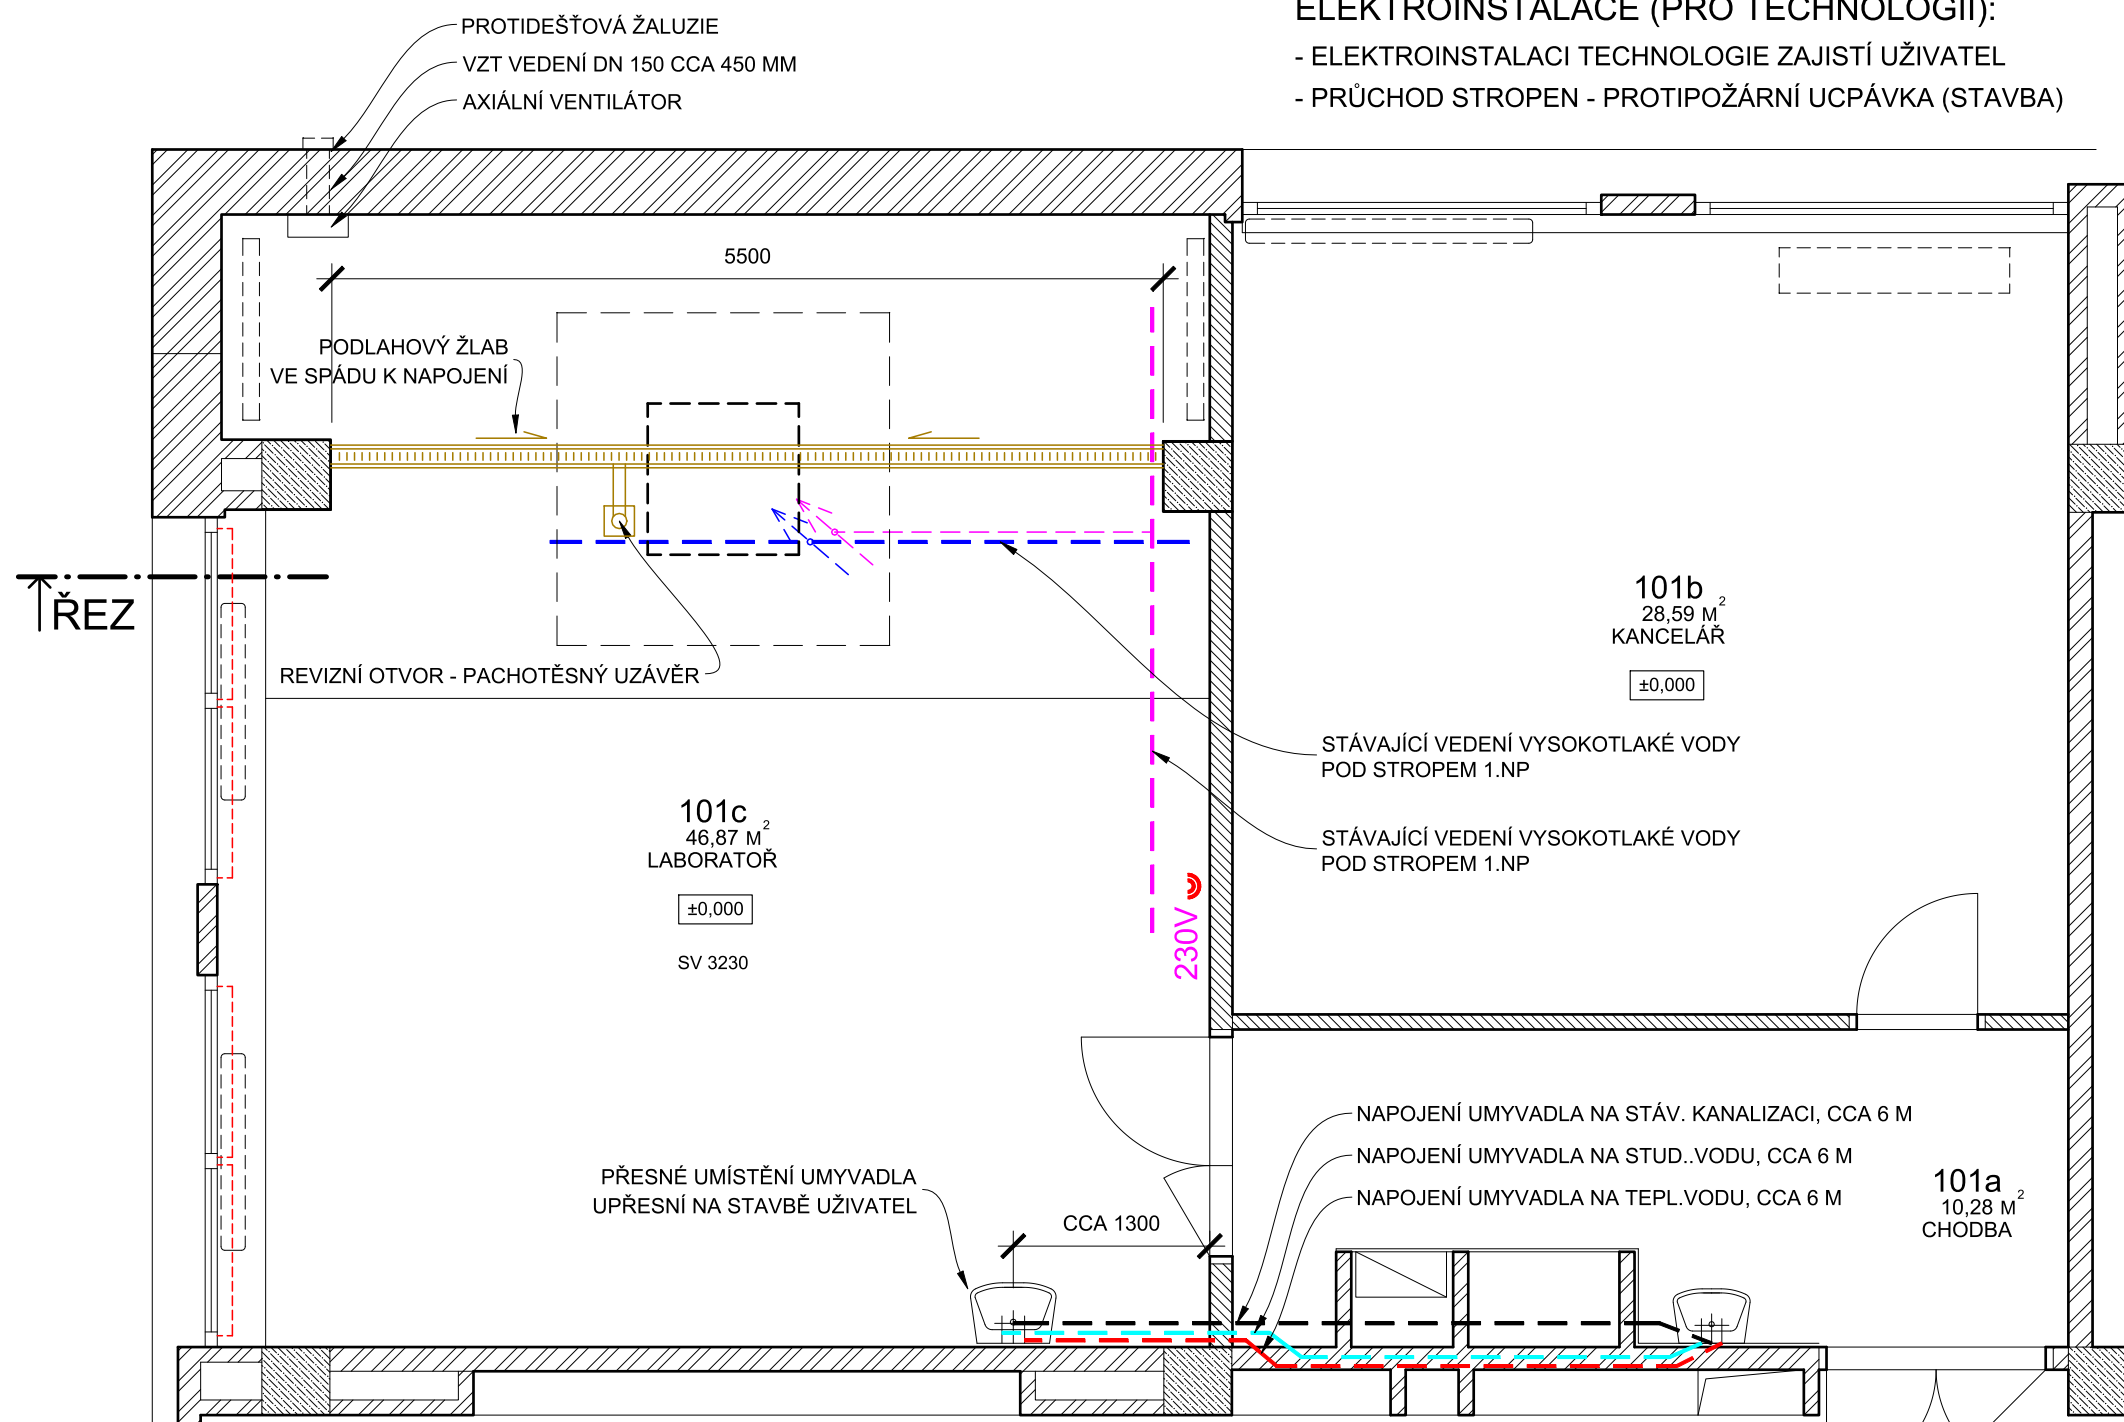 PROTIDEŠŤOVÁ ŽALUZIE
VZT VEDENÍ DN 150 CCA 450 MM
AXIÁLNÍ VENTILÁTOR
ELEKTROINSTALACE (PRO TECHNOLOGII):
- ELEKTROINSTALACI TECHNOLOGIE ZAJISTÍ UŽIVATEL
- PRŮCHOD STROPEN - PROTIPOŽÁRNÍ UCPÁVKA (STAVBA)
5500
PODLAHOVÝ ŽLAB
VE SPÁDU K NAPOJENÍ
ŘEZ
REVIZNÍ OTVOR - PACHOTĚSNÝ UZÁVĚR
101b
28,59 M²
KANCELÁŘ
±0,000
STÁVAJÍCÍ VEDENÍ VYSOKOTLAKÉ VODY
POD STROPEM 1.NP
STÁVAJÍCÍ VEDENÍ VYSOKOTLAKÉ VODY
POD STROPEM 1.NP
101c
46,87 M²
LABORATOŘ
±0,000
SV 3230
230V
NAPOJENÍ UMYVADLA NA STÁV. KANALIZACI, CCA 6 M
NAPOJENÍ UMYVADLA NA STUD..VODU, CCA 6 M
NAPOJENÍ UMYVADLA NA TEPL.VODU, CCA 6 M
101a
10,28 M²
CHODBA
PŘESNÉ UMÍSTĚNÍ UMYVADLA
UPŘESNÍ NA STAVBĚ UŽIVATEL
CCA 1300